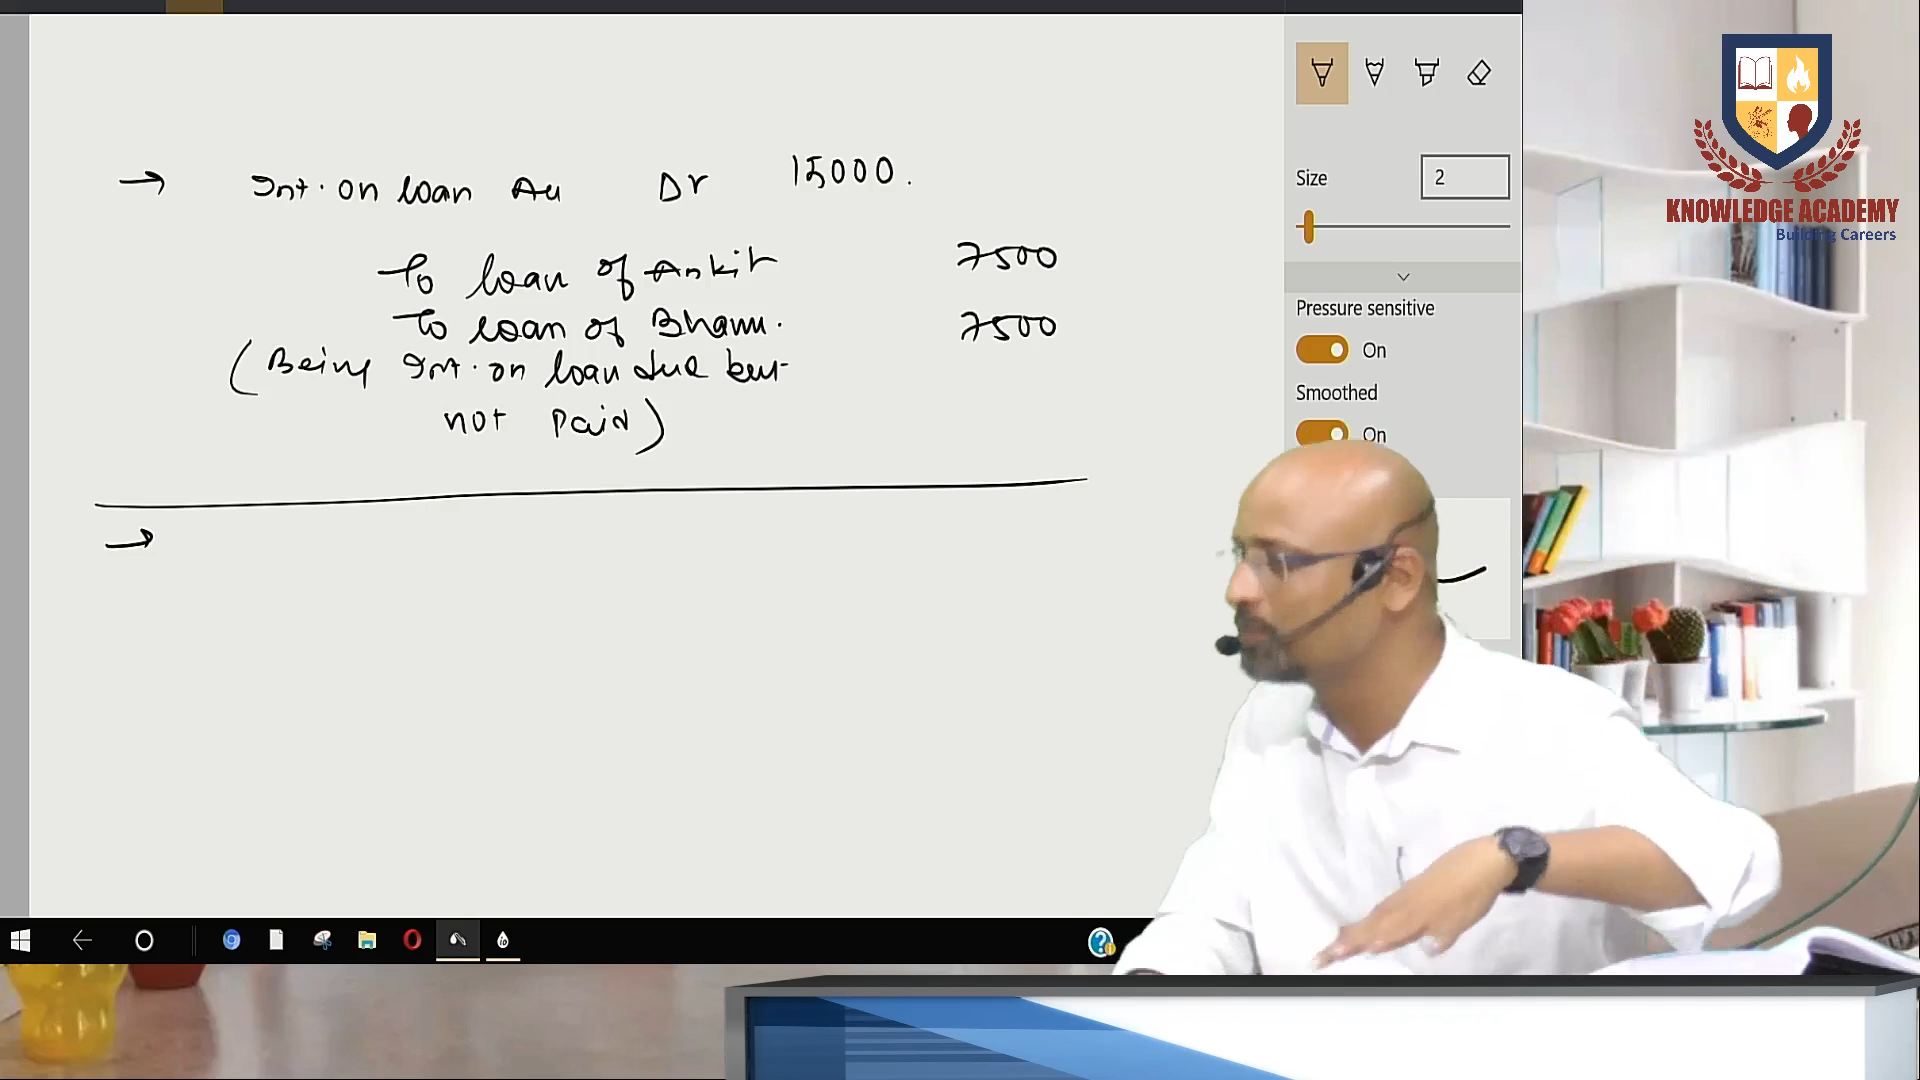 → Int. on loan A/c Dr 15000.
To loan of Ankit 7500
To loan of Bhanu. 7500
(Being Int. on loan due but
not Paid)
→
Size 2
Pressure sensitive
On
Smoothed
On
KNOWLEDGE ACADEMY
Building Careers